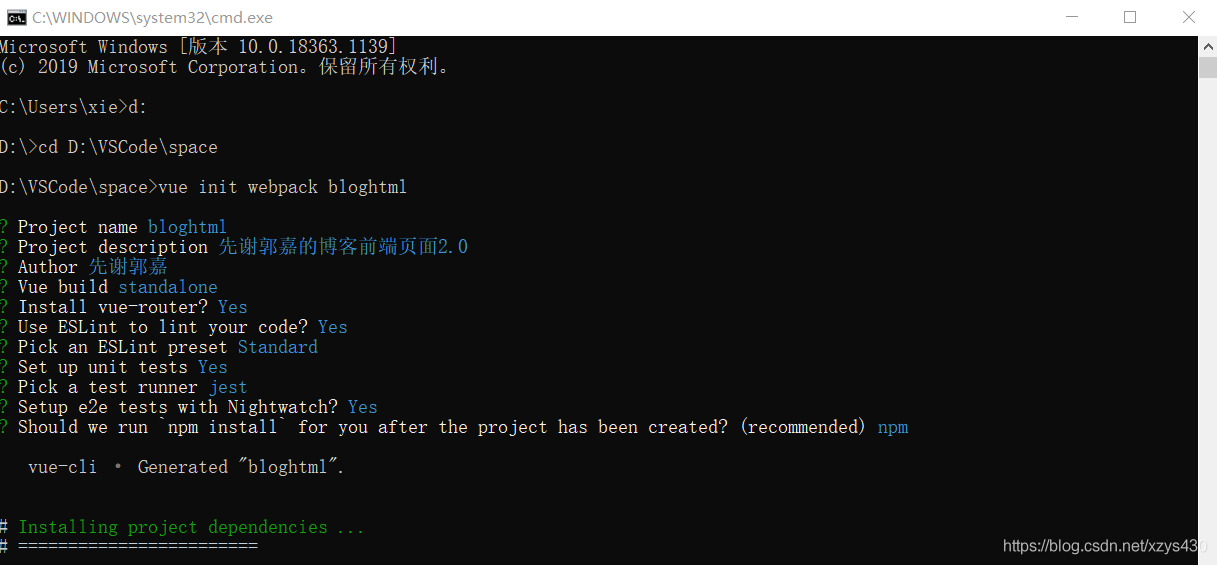 C:\WINDOWS\system32\cmd.exe
Microsoft Windows [版本 10.0.18363.1139]
(c) 2019 Microsoft Corporation。保留所有权利。
C:\Users\xie>d:
D:\>cd D:\VSCode\space
D:\VSCode\space>vue init webpack bloghtml
? Project name bloghtml
? Project description 先谢郭嘉的博客前端页面2.0
? Author 先谢郭嘉
? Vue build standalone
? Install vue-router? Yes
? Use ESLint to lint your code? Yes
? Pick an ESLint preset Standard
? Set up unit tests Yes
? Pick a test runner jest
? Setup e2e tests with Nightwatch? Yes
? Should we run `npm install` for you after the project has been created? (recommended) npm
vue-cli · Generated "bloghtml".
# Installing project dependencies ...
# ========================
https://blog.csdn.net/xzys430